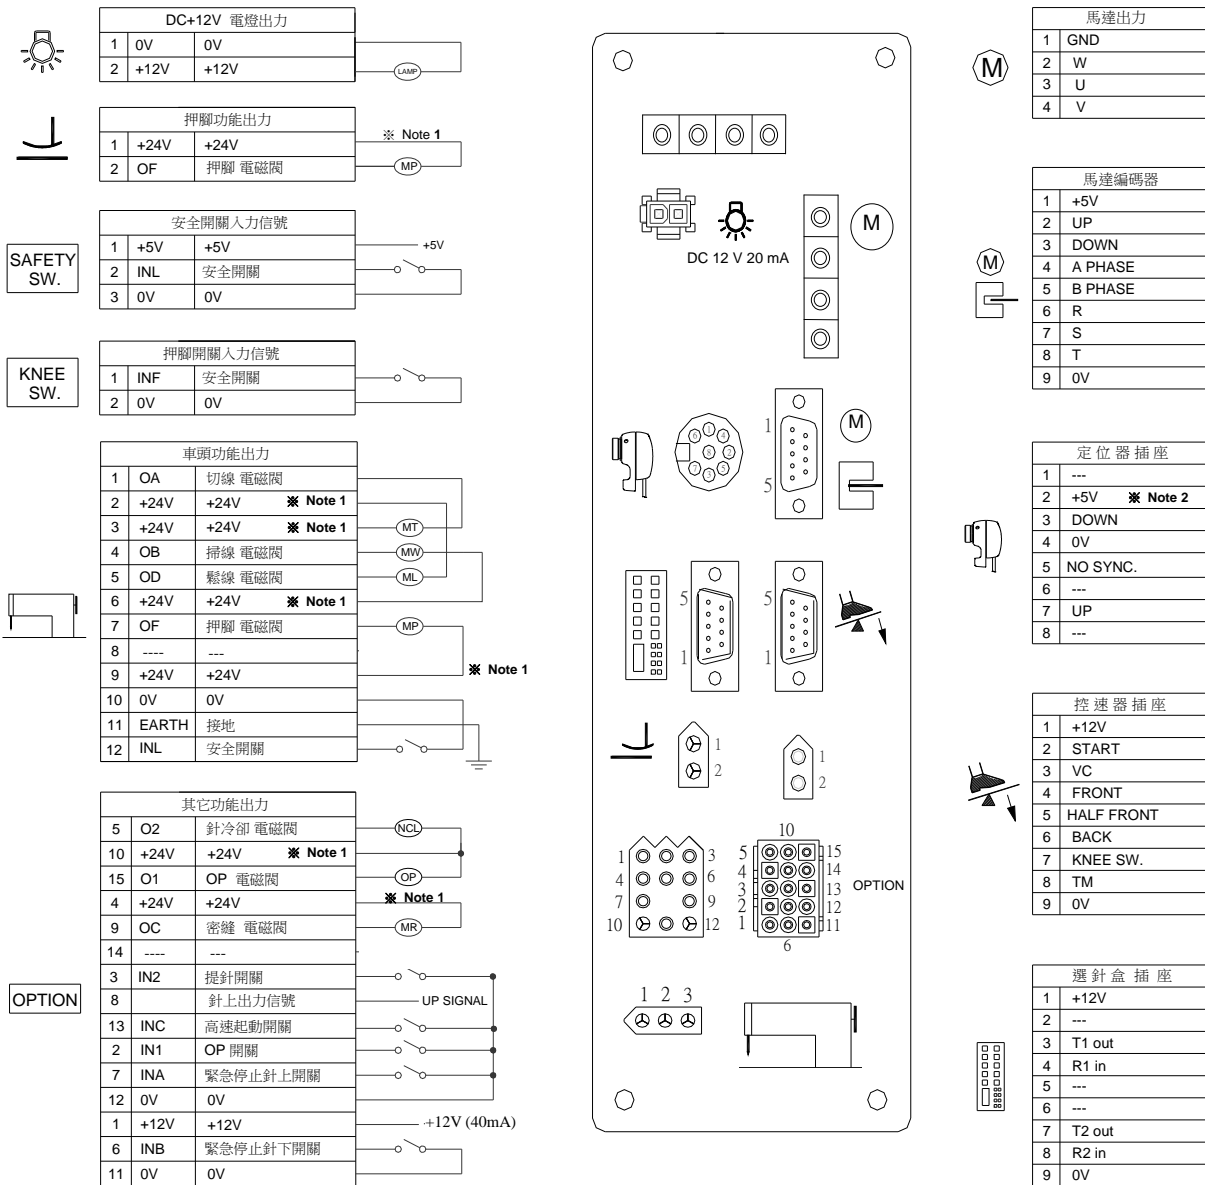 DC+12V 電燈出力
1 0V 0V
2 +12V +12V
LAMP
押腳功能出力
※ Note 1
1 +24V +24V
2 OF 押腳 電磁閥
MP
SAFETY
SW.
安全開關入力信號
1 +5V +5V
+5V
2 INL 安全開關
3 0V 0V
KNEE
SW.
押腳開關入力信號
1 INF 安全開關
2 0V 0V
車頭功能出力
1 OA 切線 電磁閥
2 +24V +24V ※ Note 1
3 +24V +24V ※ Note 1
MT
4 OB 掃線 電磁閥
MW
5 OD 鬆線 電磁閥
ML
6 +24V +24V ※ Note 1
7 OF 押腳 電磁閥
MP
8 ---- ---
9 +24V +24V
※ Note 1
10 0V 0V
11 EARTH 接地
12 INL 安全開關
OPTION
其它功能出力
5 O2 針冷卻 電磁閥
NCL
10 +24V +24V ※ Note 1
15 O1 OP 電磁閥
OP
4 +24V +24V
※ Note 1
9 OC 密縫 電磁閥
MR
14 ---- ---
3 IN2 提針開關
8 針上出力信號
UP SIGNAL
13 INC 高速起動開關
2 IN1 OP 開關
7 INA 緊急停止針上開關
12 0V 0V
1 +12V +12V
+12V (40mA)
6 INB 緊急停止針下開關
11 0V 0V
M
DC 12 V 20 mA
1
5
M
6 1 4
8 2
7 3 5
5
1
5
1
1
2
1
2
1 3
4 6
7 9
10 12
10
5 15
4 14
3 13
2 12
1 11
6
OPTION
1 2 3
M
馬達出力
1 GND
2 W
3 U
4 V
M
馬達編碼器
1 +5V
2 UP
3 DOWN
4 A PHASE
5 B PHASE
6 R
7 S
8 T
9 0V
定位器插座
1 ---
2 +5V ※ Note 2
3 DOWN
4 0V
5 NO SYNC.
6 ---
7 UP
8 ---
控速器插座
1 +12V
2 START
3 VC
4 FRONT
5 HALF FRONT
6 BACK
7 KNEE SW.
8 TM
9 0V
選針盒插座
1 +12V
2 ---
3 T1 out
4 R1 in
5 ---
6 ---
7 T2 out
8 R2 in
9 0V